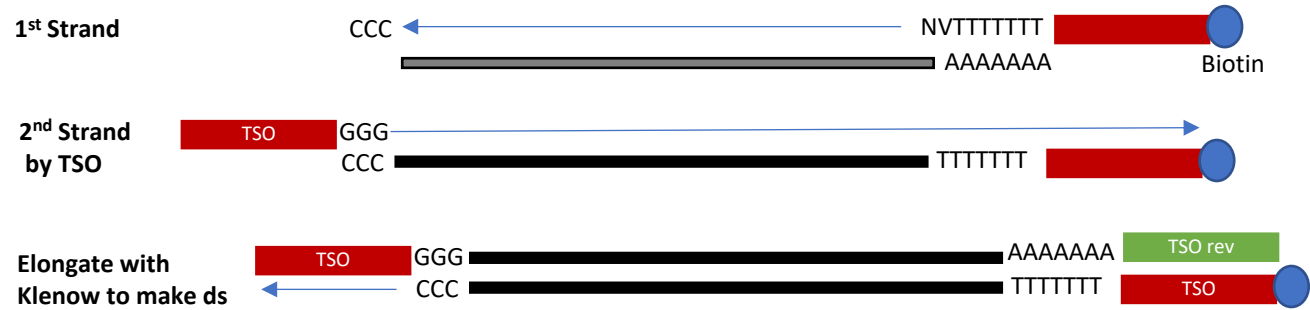 1st Strand
CCC
NVTTTTTTT
AAAAAAA
Biotin
2nd Strand
by TSO
TSO
GGG
CCC
TTTTTTT
Elongate with
Klenow to make ds
TSO
GGG
AAAAAAA
TSO rev
CCC
TTTTTTT
TSO